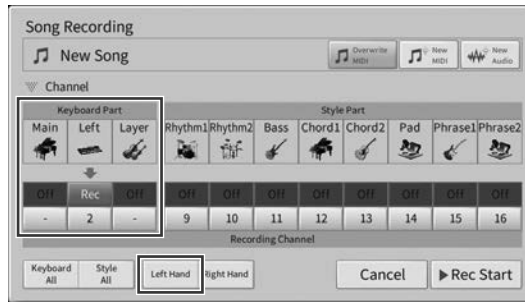 Song Recording
New Song
Overwrite MIDI
New MIDI
New Audio
Channel
Keyboard Part
Style Part
Main Left Layer Rhythm1 Rhythm2 Bass Chord1 Chord2 Pad Phrase1 Phrase2
Off Rec Off Off Off Off Off Off Off Off Off
- 2 - 9 10 11 12 13 14 15 16
Recording Channel
Keyboard All
Style All
Left Hand
Right Hand
Cancel
Rec Start